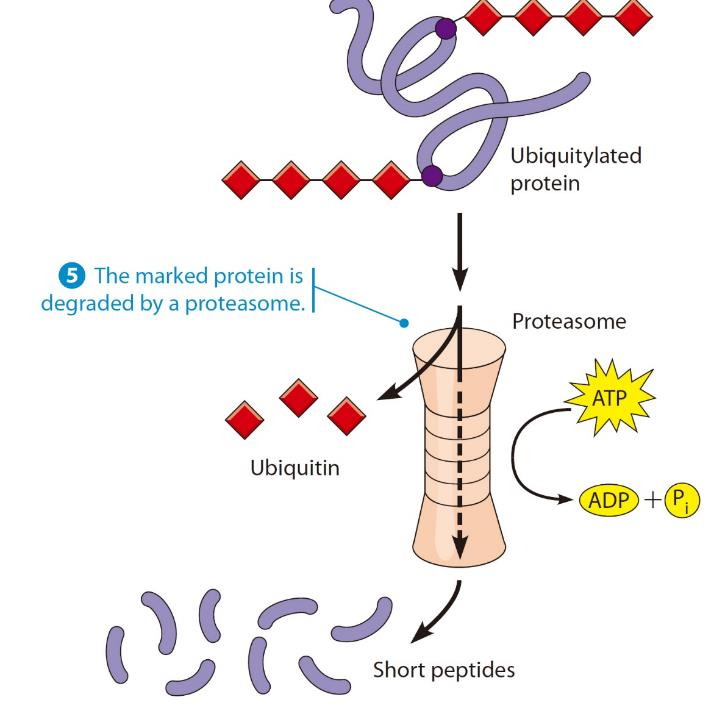 Ubiquitylated
protein
5 The marked protein is
degraded by a proteasome.
Proteasome
ATP
Ubiquitin
ADP + Pi
Short peptides